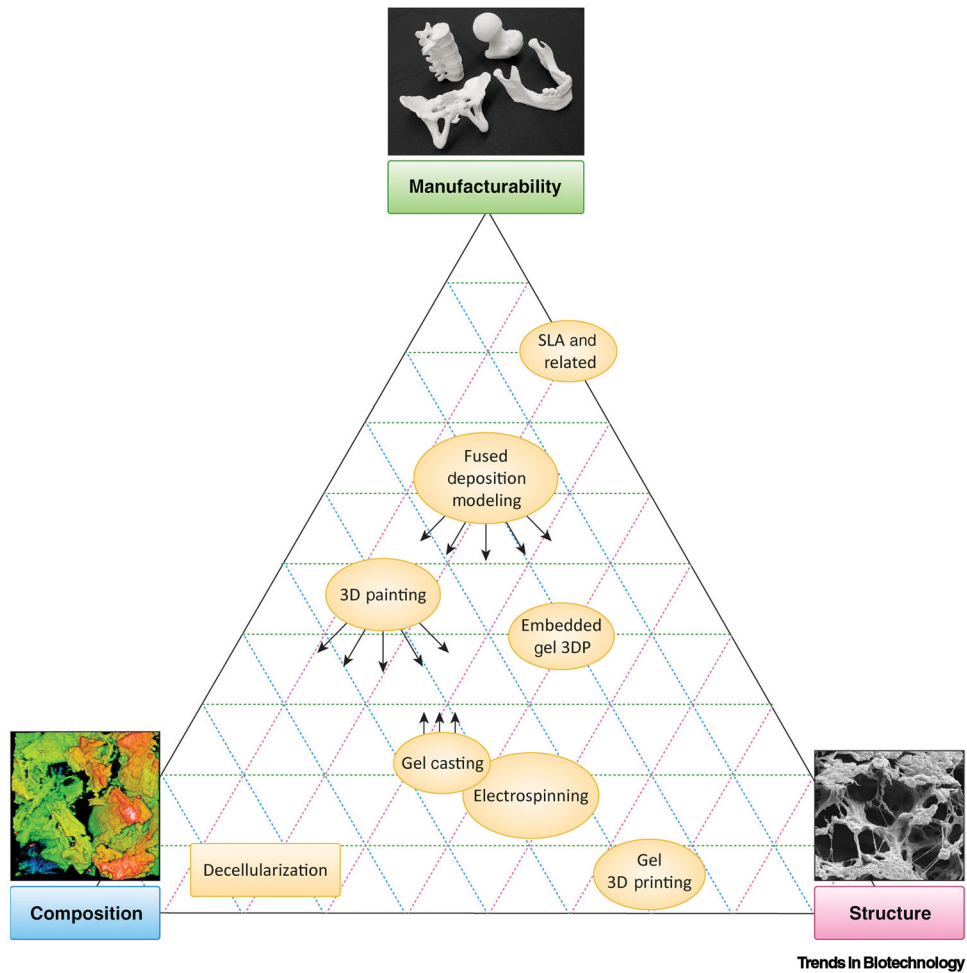 Manufacturability
SLA and
related
Fused
deposition
modeling
3D painting
Embedded
gel 3DP
Gel casting
Electrospinning
Decellularization
Gel
3D printing
Composition
Structure
Trends in Biotechnology